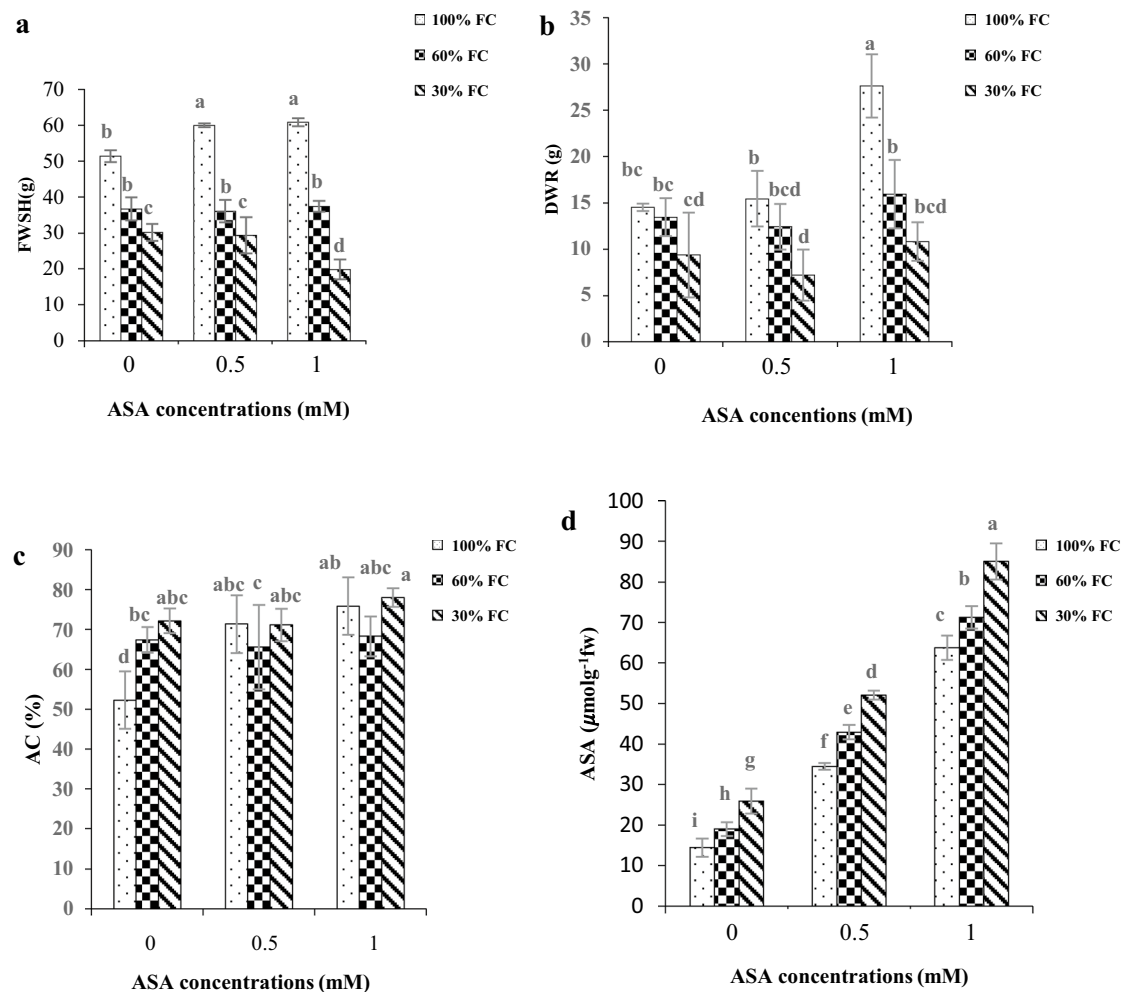 a
100% FC
60% FC
30% FC
FWSH(g)
70
60
50
40
30
20
10
0
b
b
c
a
b
c
a
b
d
0
0.5
1
ASA concentrations (mM)
b
100% FC
60% FC
30% FC
DWR (g)
35
30
25
20
15
10
5
0
bc
bc
cd
b
bcd
d
a
b
bcd
0
0.5
1
ASA concentions (mM)
c
100% FC
60% FC
30% FC
AC (%)
90
80
70
60
50
40
30
20
10
0
d
bc
abc
abc
c
abc
ab
abc
a
0
0.5
1
ASA concentrations (mM)
d
100% FC
60% FC
30% FC
ASA (µmolg⁻¹fw)
100
90
80
70
60
50
40
30
20
10
0
i
h
g
f
e
d
c
b
a
0
0.5
1
ASA concentrations (mM)